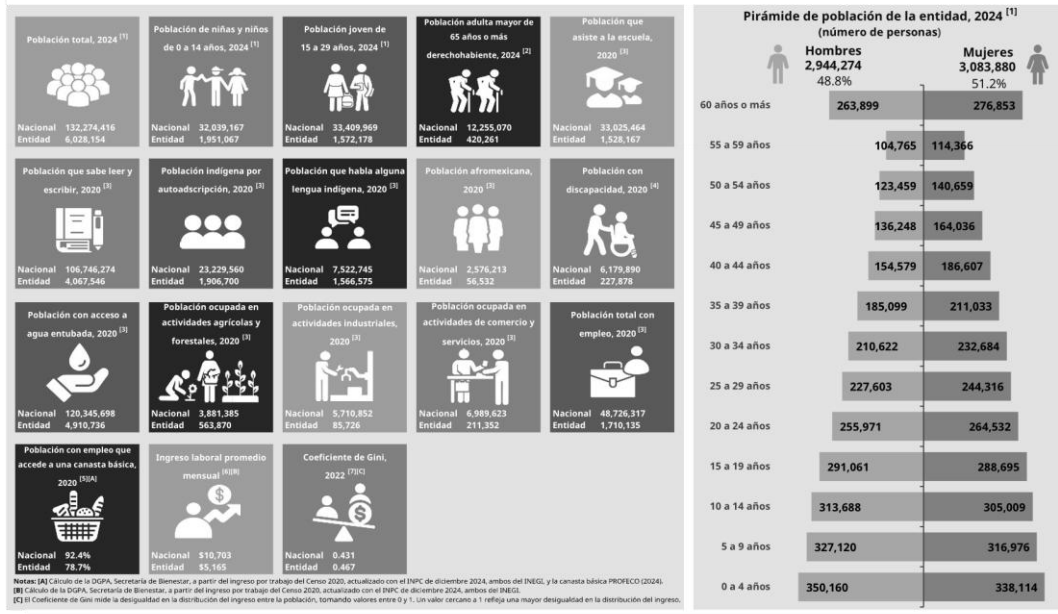 Población total, 2024 [1]
Nacional 132,274,416
Entidad 6,028,154
Población de niñas y niños
de 0 a 14 años, 2024 [1]
Nacional 32,039,167
Entidad 1,951,067
Población joven de
15 a 29 años, 2024 [1]
Nacional 33,409,969
Entidad 1,572,178
Población adulta mayor de
65 años o más
derechohabiente, 2024 [2]
Nacional 12,255,070
Entidad 420,261
Población que
asiste a la escuela,
2020 [3]
Nacional 33,025,464
Entidad 1,528,167
Población que sabe leer y
escribir, 2020 [3]
Nacional 106,746,274
Entidad 4,067,546
Población indígena por
autoadscripción, 2020 [3]
Nacional 23,229,560
Entidad 1,906,700
Población que habla alguna
lengua indígena, 2020 [3]
Nacional 7,522,745
Entidad 1,566,575
Población afromexicana,
2020 [3]
Nacional 2,576,213
Entidad 56,532
Población con
discapacidad, 2020 [4]
Nacional 6,179,890
Entidad 227,878
Población con acceso a
agua entubada, 2020 [3]
Nacional 120,345,698
Entidad 4,910,736
Población ocupada en
actividades agrícolas y
forestales, 2020 [3]
Nacional 3,881,385
Entidad 563,870
Población ocupada en
actividades industriales,
2020 [3]
Nacional 5,710,852
Entidad 85,726
Población ocupada en
actividades de comercio y
servicios, 2020 [3]
Nacional 6,989,623
Entidad 211,352
Población total con
empleo, 2020 [3]
Nacional 48,726,317
Entidad 1,710,135
Población con empleo que
accede a una canasta básica,
2020 [5][A]
Nacional 92.4%
Entidad 78.7%
Ingreso laboral promedio
mensual [6][B]
Nacional $10,703
Entidad $5,165
Coeficiente de Gini,
2022 [7][C]
Nacional 0.431
Entidad 0.467
Notas: [A] Cálculo de la DGPA, Secretaría de Bienestar, a partir del ingreso por trabajo del Censo 2020, actualizado con el INPC de diciembre 2024, ambos del INEGI, y la canasta básica PROFECO (2024).
[B] Cálculo de la DGPA, Secretaría de Bienestar, a partir del ingreso por trabajo del Censo 2020, actualizado con el INPC de diciembre 2024, ambos del INEGI.
[C] El Coeficiente de Gini mide la desigualdad en la distribución del ingreso entre la población, tomando valores entre 0 y 1. Un valor cercano a 1 refleja una mayor desigualdad en la distribución del ingreso.
Pirámide de población de la entidad, 2024 [1]
(número de personas)
Hombres
2,944,274
48.8%
Mujeres
3,083,880
51.2%
60 años o más 263,899 276,853
55 a 59 años 104,765 114,366
50 a 54 años 123,459 140,659
45 a 49 años 136,248 164,036
40 a 44 años 154,579 186,607
35 a 39 años 185,099 211,033
30 a 34 años 210,622 232,684
25 a 29 años 227,603 244,316
20 a 24 años 255,971 264,532
15 a 19 años 291,061 288,695
10 a 14 años 313,688 305,009
5 a 9 años 327,120 316,976
0 a 4 años 350,160 338,114